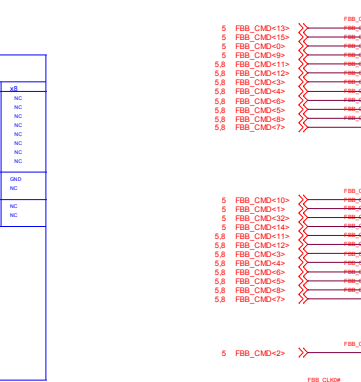 x8
NC
NC
NC
NC
NC
NC
NC
NC
GND
NC
NC
NC
5 FBB_CMD<13>
5 FBB_CMD<15>
5 FBB_CMD<0>
5 FBB_CMD<9>
5,8 FBB_CMD<11>
5,8 FBB_CMD<12>
5,8 FBB_CMD<3>
5,8 FBB_CMD<4>
5,8 FBB_CMD<6>
5,8 FBB_CMD<5>
5,8 FBB_CMD<8>
5,8 FBB_CMD<7>
5 FBB_CMD<10>
5 FBB_CMD<1>
5 FBB_CMD<32>
5 FBB_CMD<14>
5,8 FBB_CMD<11>
5,8 FBB_CMD<12>
5,8 FBB_CMD<3>
5,8 FBB_CMD<4>
5,8 FBB_CMD<6>
5,8 FBB_CMD<5>
5,8 FBB_CMD<8>
5,8 FBB_CMD<7>
5 FBB_CMD<2>
FBB_CLK0#